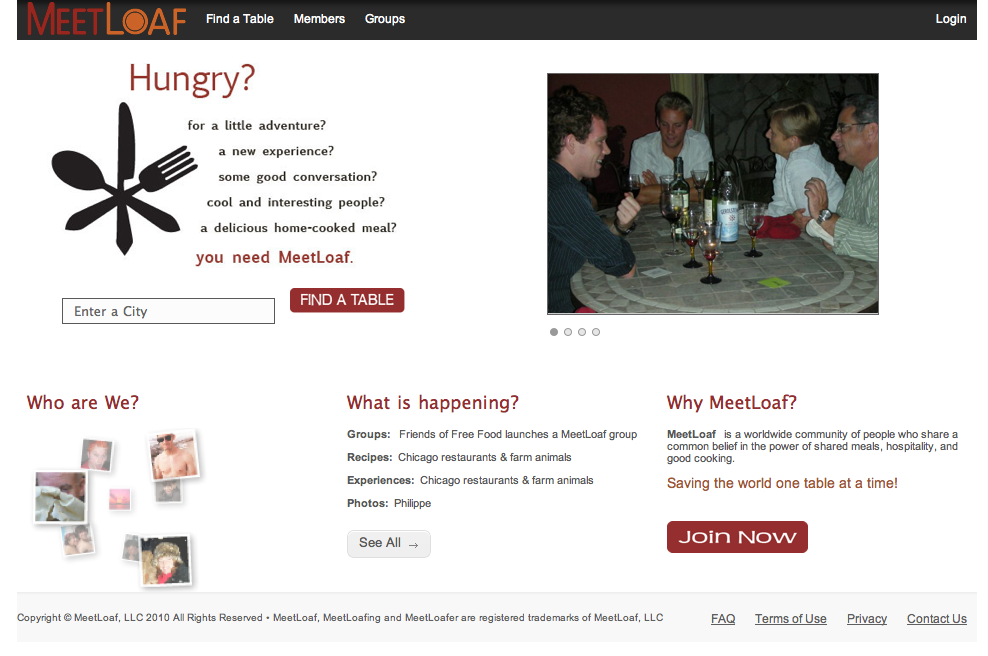 MEETLOAF Find a Table Members Groups Login
Hungry?
for a little adventure?
a new experience?
some good conversation?
cool and interesting people?
a delicious home-cooked meal?
you need MeetLoaf.
Enter a City FIND A TABLE
Who are We?
What is happening?
Groups: Friends of Free Food launches a MeetLoaf group
Recipes: Chicago restaurants & farm animals
Experiences: Chicago restaurants & farm animals
Photos: Philippe
See All →
Why MeetLoaf?
MeetLoaf is a worldwide community of people who share a
common belief in the power of shared meals, hospitality, and
good cooking.
Saving the world one table at a time!
Join Now
Copyright © MeetLoaf, LLC 2010 All Rights Reserved • MeetLoaf, MeetLoafing and MeetLoafer are registered trademarks of MeetLoaf, LLC FAQ Terms of Use Privacy Contact Us